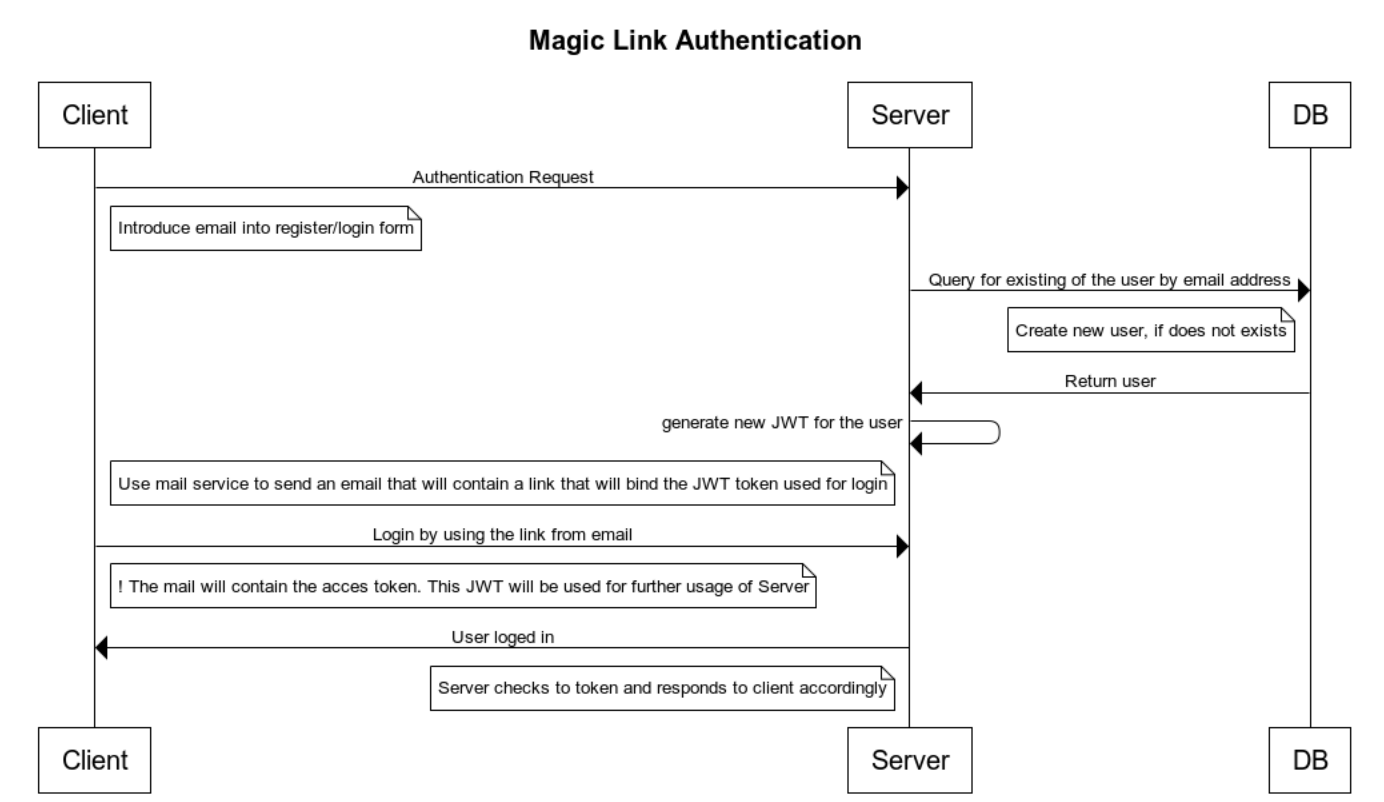 Magic Link Authentication
Client
Server
DB
Authentication Request
Introduce email into register/login form
Query for existing of the user by email address
Create new user, if does not exists
Return user
generate new JWT for the user
Use mail service to send an email that will contain a link that will bind the JWT token used for login
Login by using the link from email
! The mail will contain the acces token. This JWT will be used for further usage of Server
User loged in
Server checks to token and responds to client accordingly
Client
Server
DB